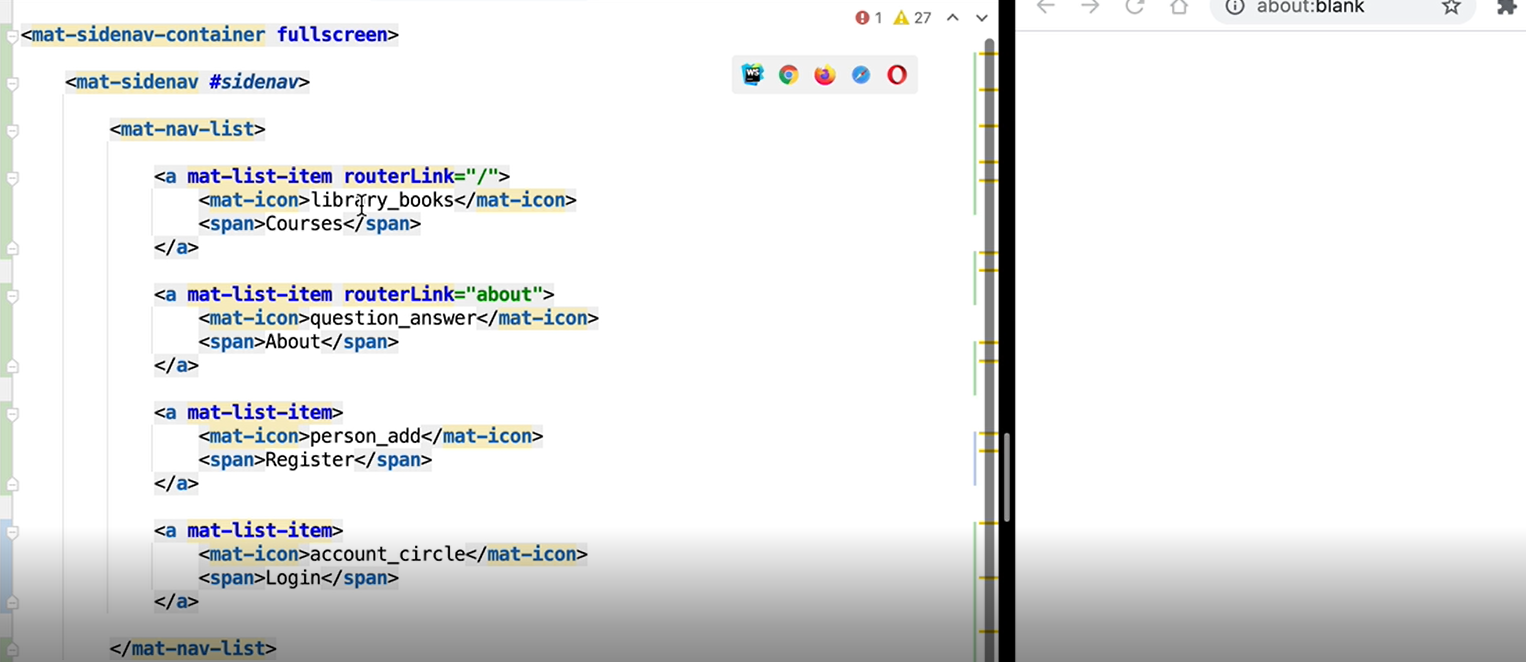 1 27
about:blank
<mat-sidenav-container fullscreen>
<mat-sidenav #sidenav>
WS
<mat-nav-list>
<a mat-list-item routerLink="/">
<mat-icon>library_books</mat-icon>
<span>Courses</span>
</a>
<a mat-list-item routerLink="about">
<mat-icon>question_answer</mat-icon>
<span>About</span>
</a>
<a mat-list-item>
<mat-icon>person_add</mat-icon>
<span>Register</span>
</a>
<a mat-list-item>
<mat-icon>account_circle</mat-icon>
<span>Login</span>
</a>
</mat-nav-list>